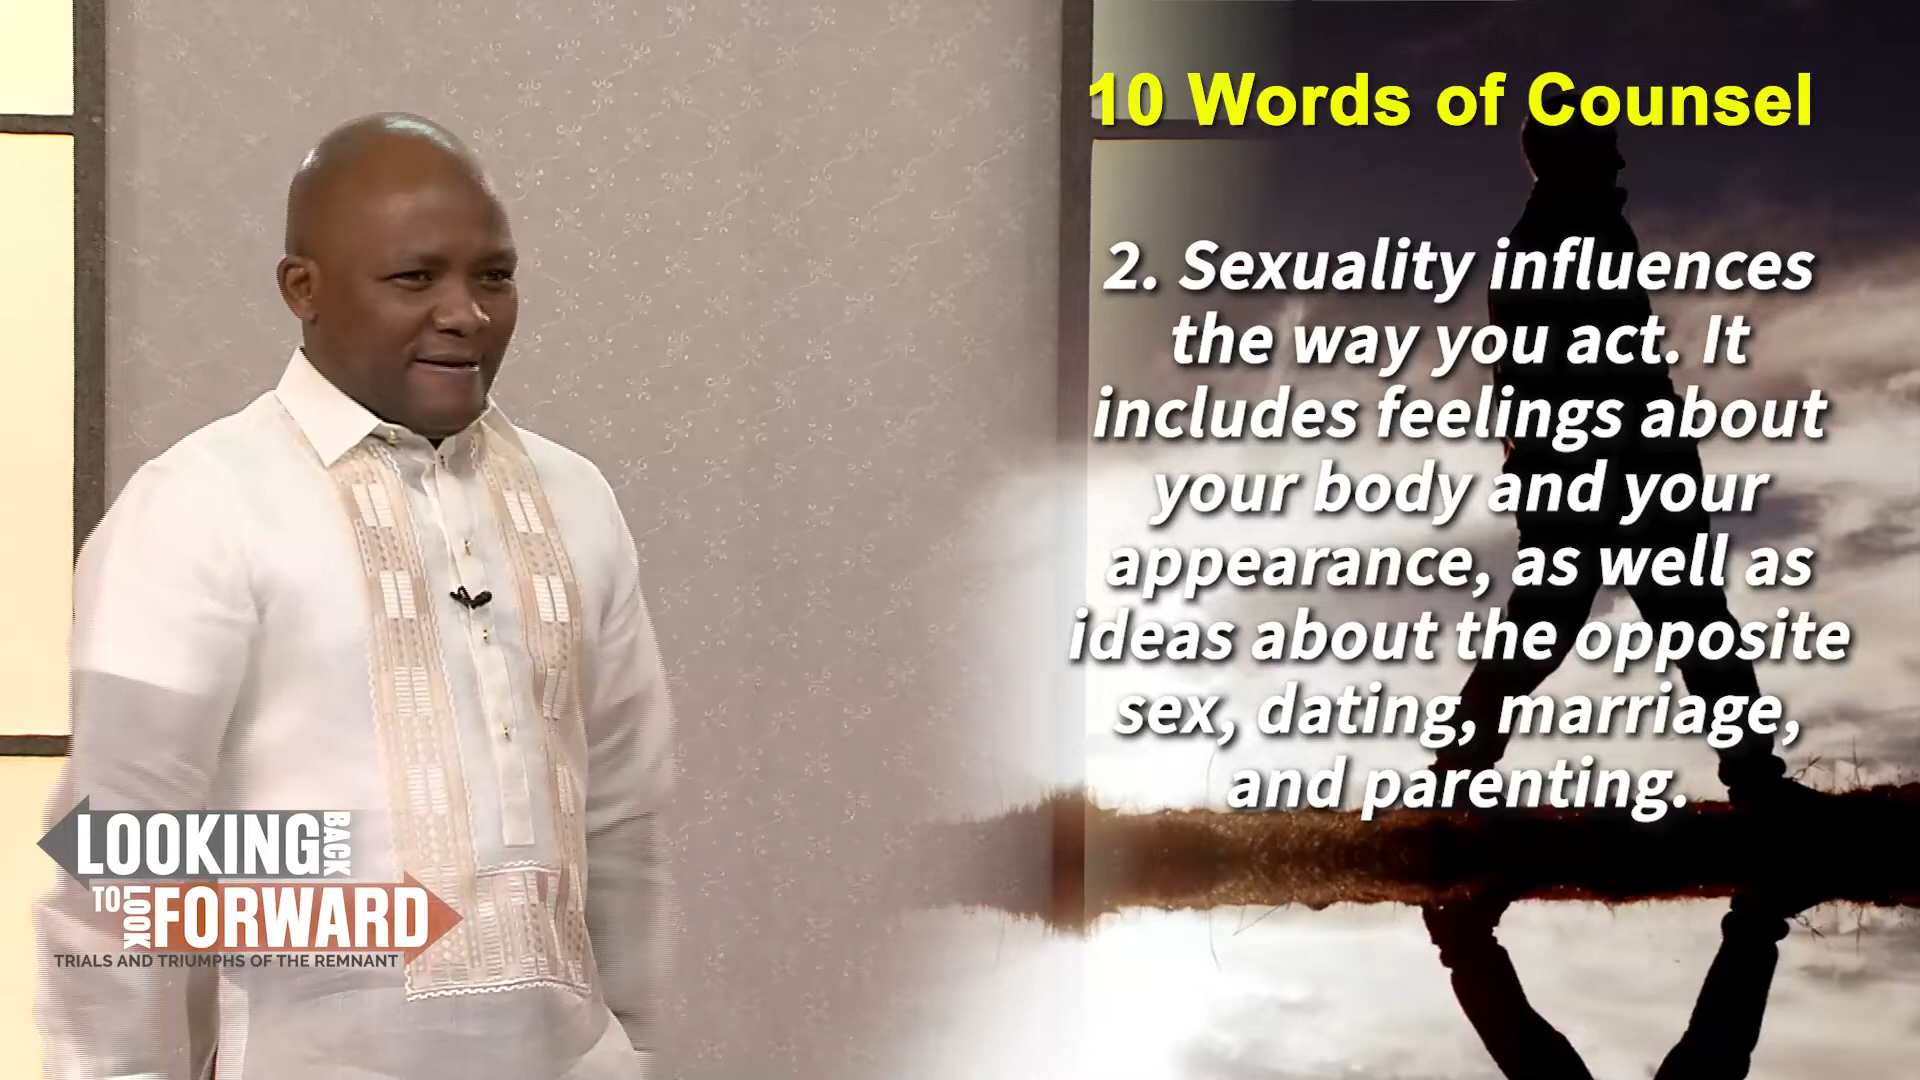 10 Words of Counsel
2. Sexuality influences
the way you act. It
includes feelings about
your body and your
appearance, as well as
ideas about the opposite
sex, dating, marriage,
and parenting.
LOOKING BACK
TO LOOK FORWARD
TRIALS AND TRIUMPHS OF THE REMNANT